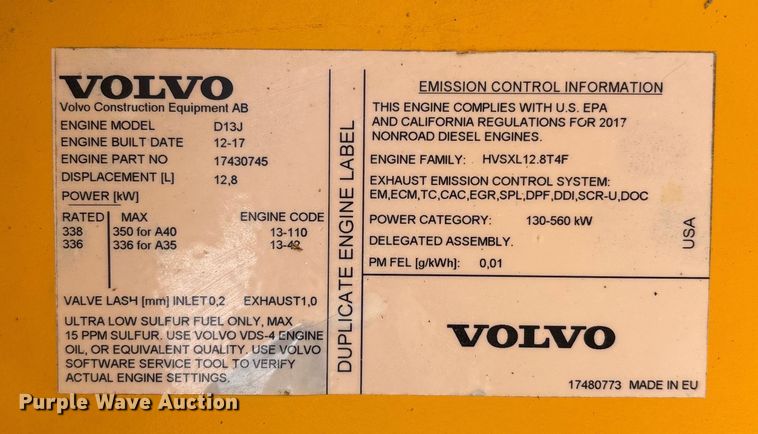 VOLVO
Volvo Construction Equipment AB
ENGINE MODEL D13J
ENGINE BUILT DATE 12-17
ENGINE PART NO 17430745
DISPLACEMENT [L] 12,8
POWER [kW]
RATED MAX ENGINE CODE
338 350 for A40 13-110
336 336 for A35 13-42
VALVE LASH [mm] INLET 0,2 EXHAUST 1,0
ULTRA LOW SULFUR FUEL ONLY, MAX
15 PPM SULFUR. USE VOLVO VDS-4 ENGINE
OIL, OR EQUIVALENT QUALITY. USE VOLVO
SOFTWARE SERVICE TOOL TO VERIFY
ACTUAL ENGINE SETTINGS.
DUPLICATE ENGINE LABEL
EMISSION CONTROL INFORMATION
THIS ENGINE COMPLIES WITH U.S. EPA
AND CALIFORNIA REGULATIONS FOR 2017
NONROAD DIESEL ENGINES.
ENGINE FAMILY: HVSXL12.8T4F
EXHAUST EMISSION CONTROL SYSTEM:
EM,ECM,TC,CAC,EGR,SPL,DPF,DDI,SCR-U,DOC
POWER CATEGORY: 130-560 kW
DELEGATED ASSEMBLY.
PM FEL [g/kWh]: 0,01
USA
VOLVO
17480773 MADE IN EU
Purple Wave Auction